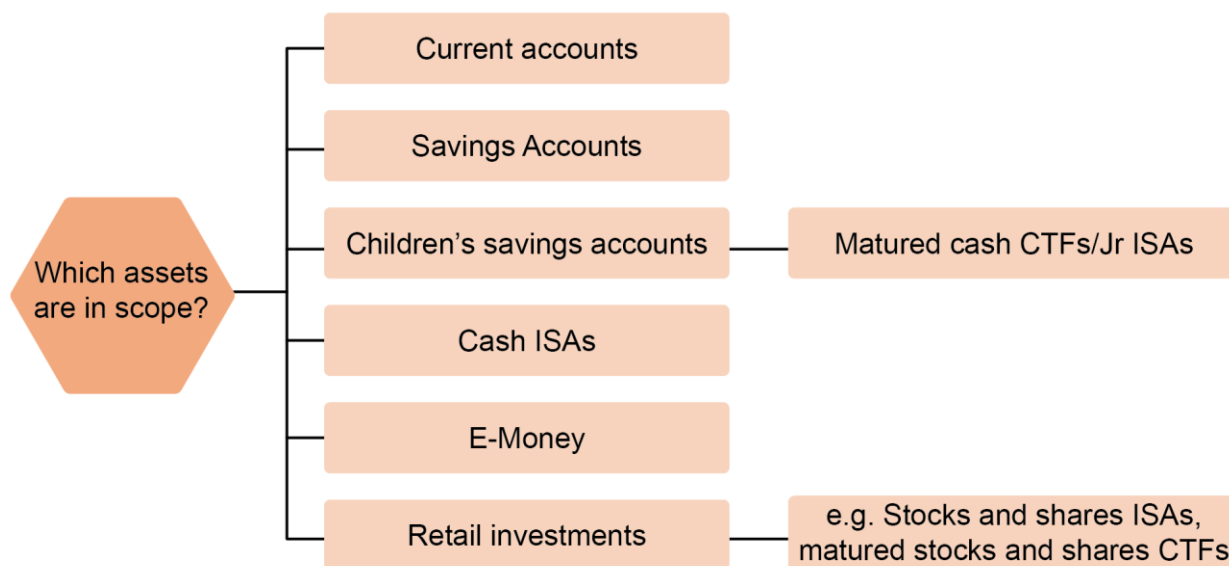 Which assets
are in scope?
Current accounts
Savings Accounts
Children’s savings accounts
Matured cash CTFs/Jr ISAs
Cash ISAs
E-Money
Retail investments
e.g. Stocks and shares ISAs,
matured stocks and shares CTFs